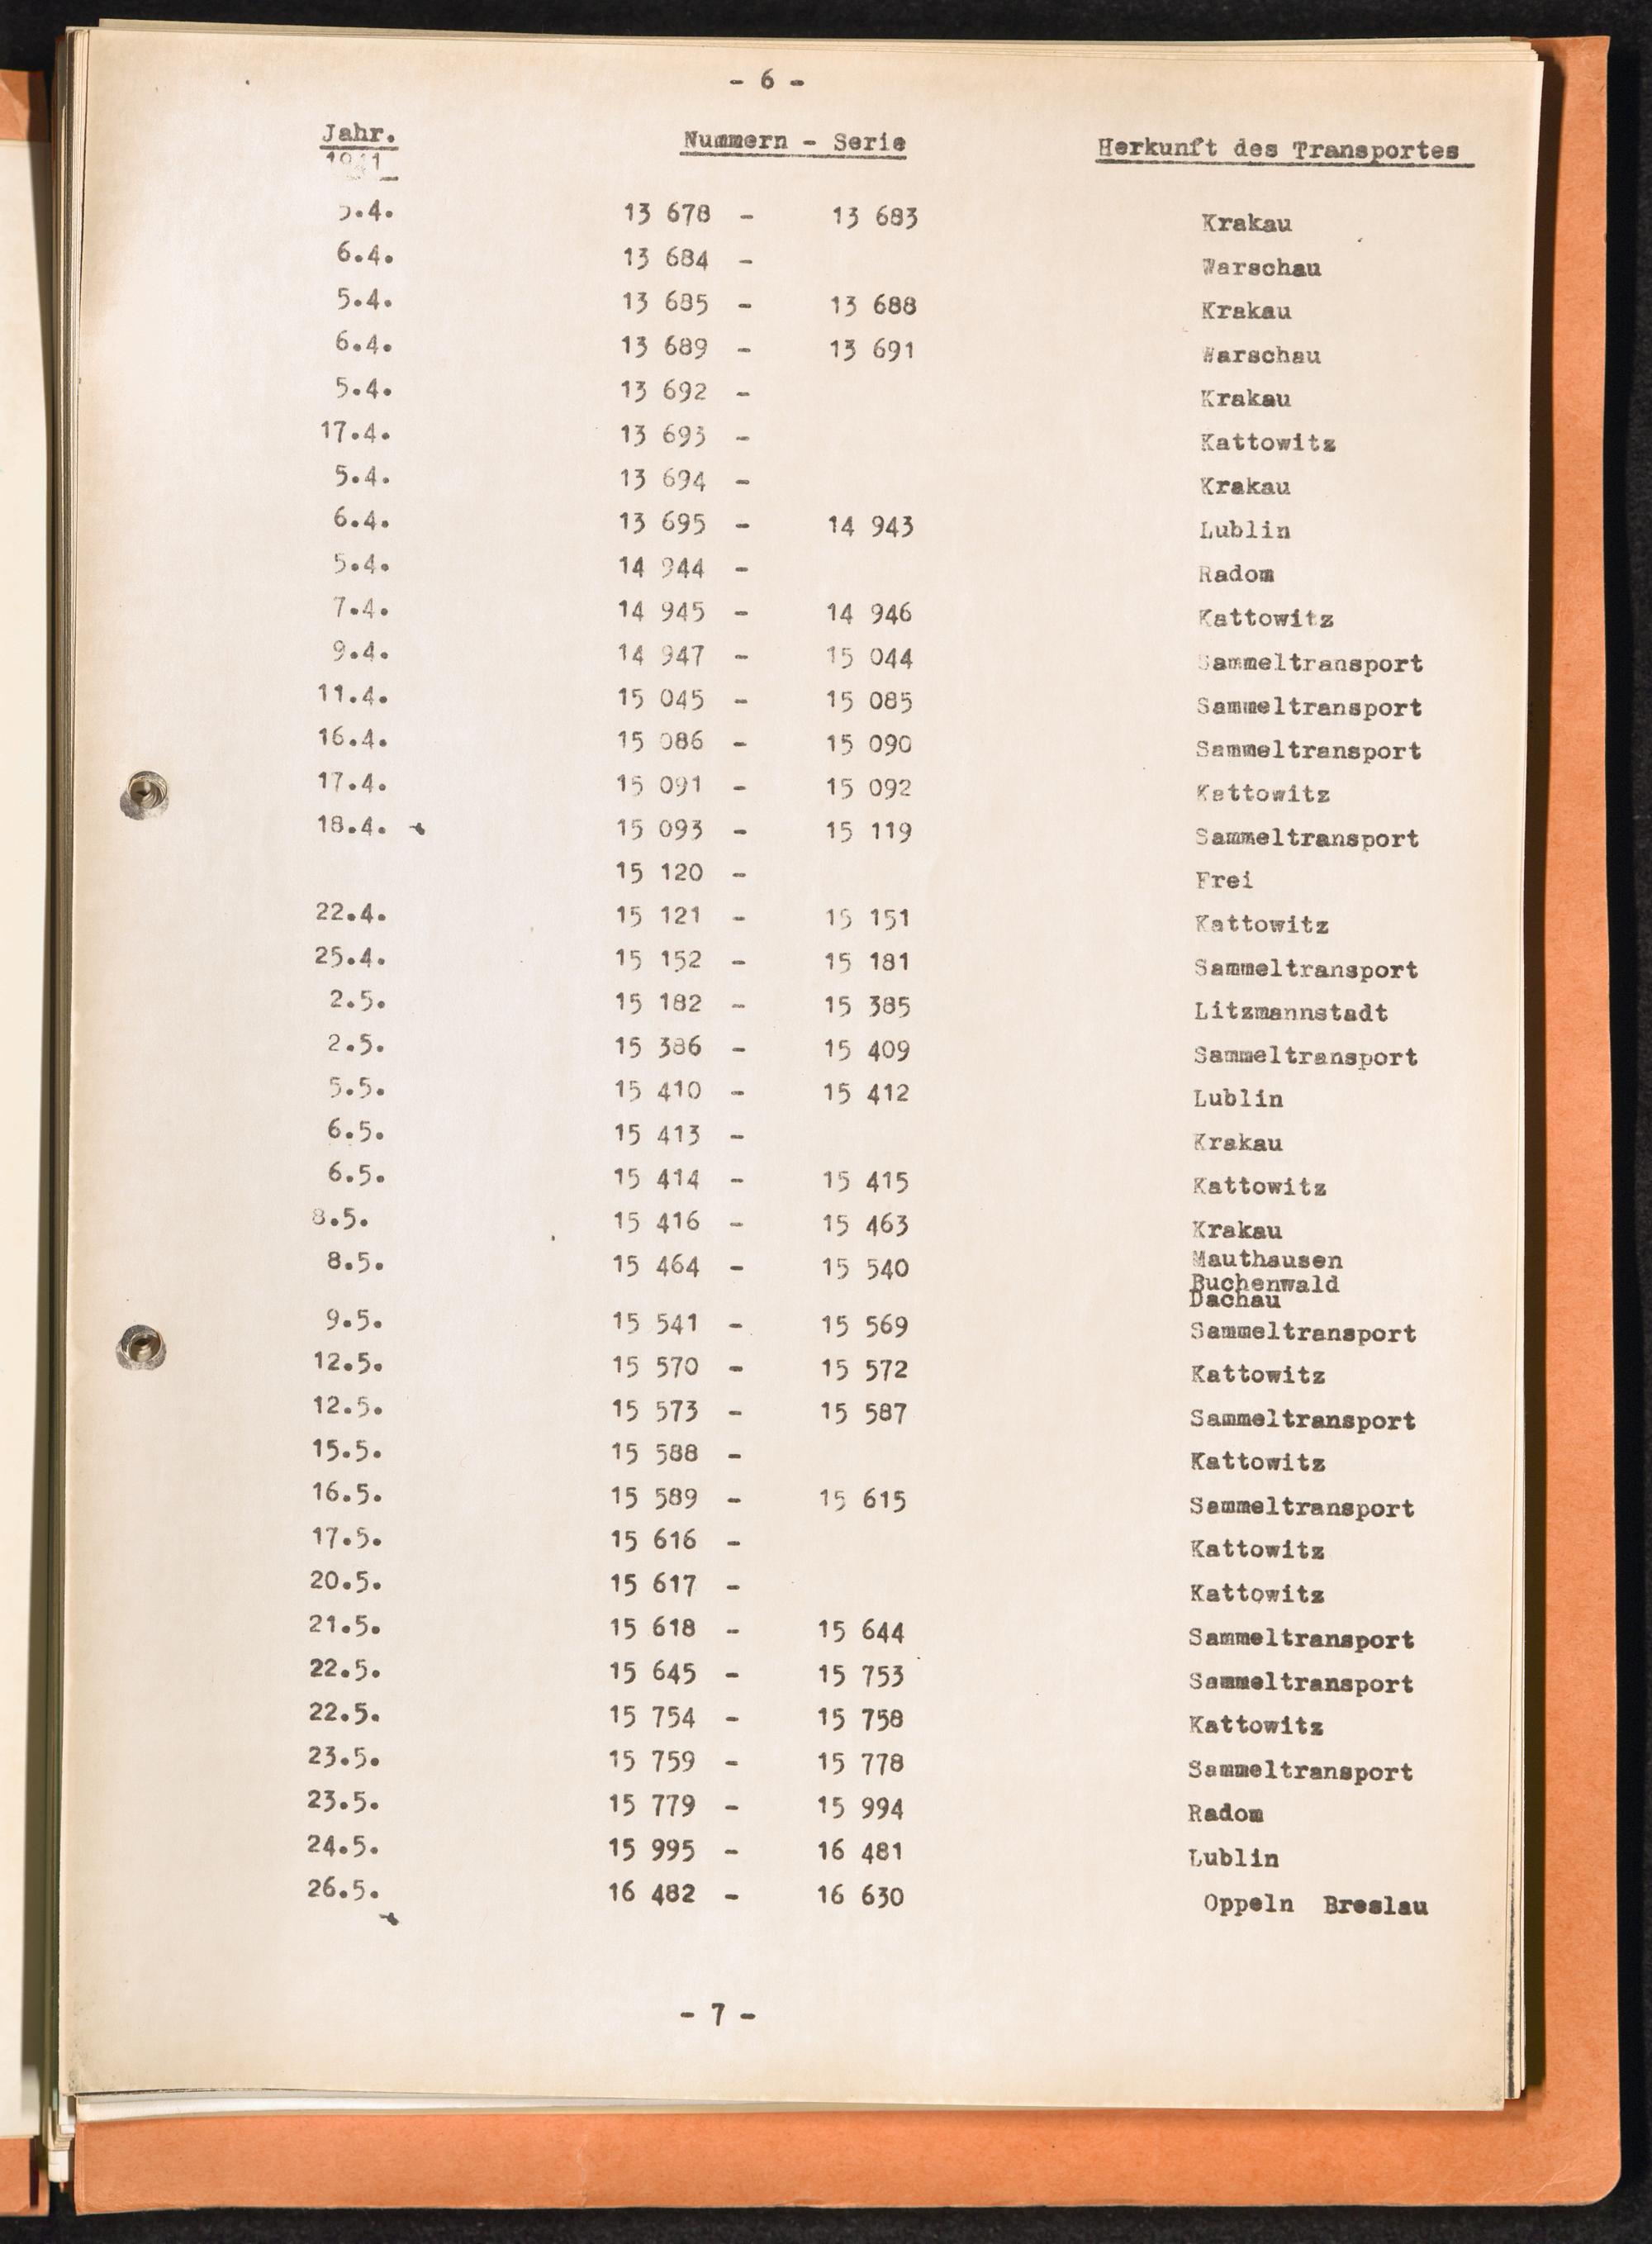 - 6 -
Jahr. Nummern - Serie Herkunft des Transportes
1941
5.4. 13 678 - 13 683 Krakau
6.4. 13 684 - Warschau
5.4. 13 685 - 13 688 Krakau
6.4. 13 689 - 13 691 Warschau
5.4. 13 692 - Krakau
17.4. 13 693 - Kattowitz
5.4. 13 694 - Krakau
6.4. 13 695 - 14 943 Lublin
5.4. 14 944 - Radom
7.4. 14 945 - 14 946 Kattowitz
9.4. 14 947 - 15 044 Sammeltransport
11.4. 15 045 - 15 085 Sammeltransport
16.4. 15 086 - 15 090 Sammeltransport
17.4. 15 091 - 15 092 Kattowitz
18.4. 15 093 - 15 119 Sammeltransport
15 120 - Frei
22.4. 15 121 - 15 151 Kattowitz
25.4. 15 152 - 15 181 Sammeltransport
2.5. 15 182 - 15 385 Litzmannstadt
2.5. 15 386 - 15 409 Sammeltransport
5.5. 15 410 - 15 412 Lublin
6.5. 15 413 - Krakau
6.5. 15 414 - 15 415 Kattowitz
8.5. 15 416 - 15 463 Krakau
8.5. 15 464 - 15 540 Mauthausen
Buchenwald
Dachau
9.5. 15 541 - 15 569 Sammeltransport
12.5. 15 570 - 15 572 Kattowitz
12.5. 15 573 - 15 587 Sammeltransport
15.5. 15 588 - Kattowitz
16.5. 15 589 - 15 615 Sammeltransport
17.5. 15 616 - Kattowitz
20.5. 15 617 - Kattowitz
21.5. 15 618 - 15 644 Sammeltransport
22.5. 15 645 - 15 753 Sammeltransport
22.5. 15 754 - 15 758 Kattowitz
23.5. 15 759 - 15 778 Sammeltransport
23.5. 15 779 - 15 994 Radom
24.5. 15 995 - 16 481 Lublin
26.5. 16 482 - 16 630 Oppeln Breslau
- 7 -